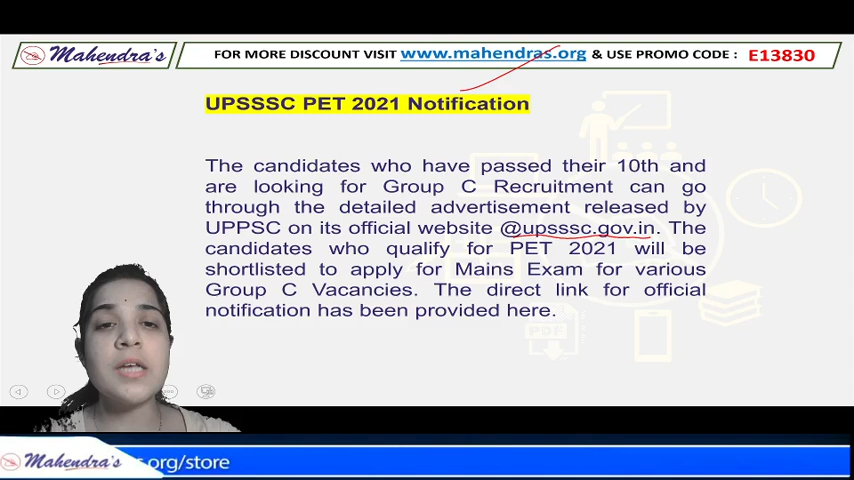 Mahendra's
FOR MORE DISCOUNT VISIT www.mahendras.org & USE PROMO CODE : E13830
UPSSSC PET 2021 Notification
The candidates who have passed their 10th and
are looking for Group C Recruitment can go
through the detailed advertisement released by
UPPSC on its official website @upsssc.gov.in. The
candidates who qualify for PET 2021 will be
shortlisted to apply for Mains Exam for various
Group C Vacancies. The direct link for official
notification has been provided here.
PDF
Mahendra's
s.org/store